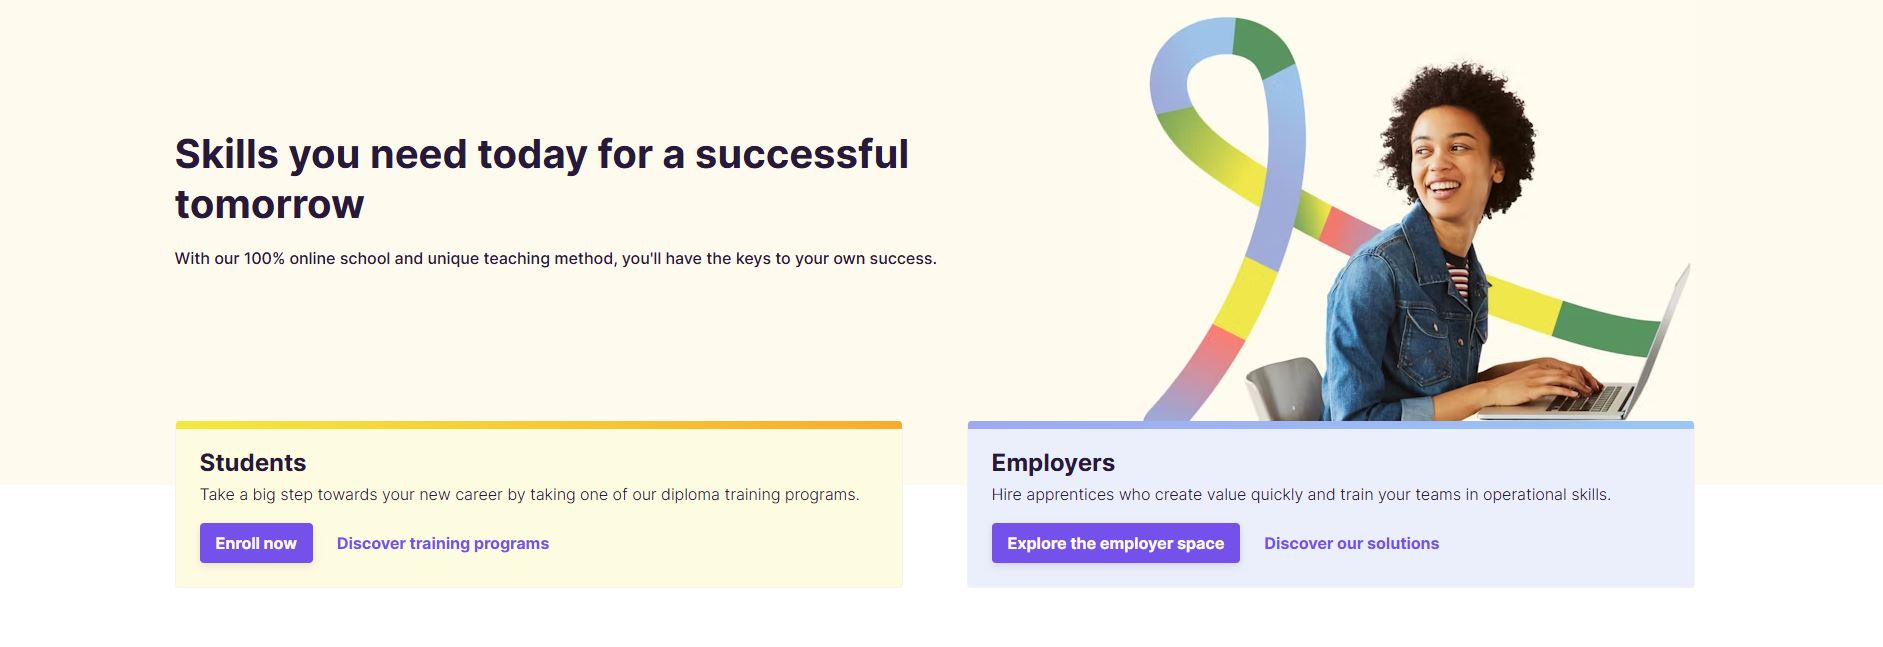 Skills you need today for a successful
tomorrow
With our 100% online school and unique teaching method, you'll have the keys to your own success.
Students
Take a big step towards your new career by taking one of our diploma training programs.
Enroll now
Discover training programs
Employers
Hire apprentices who create value quickly and train your teams in operational skills.
Explore the employer space
Discover our solutions